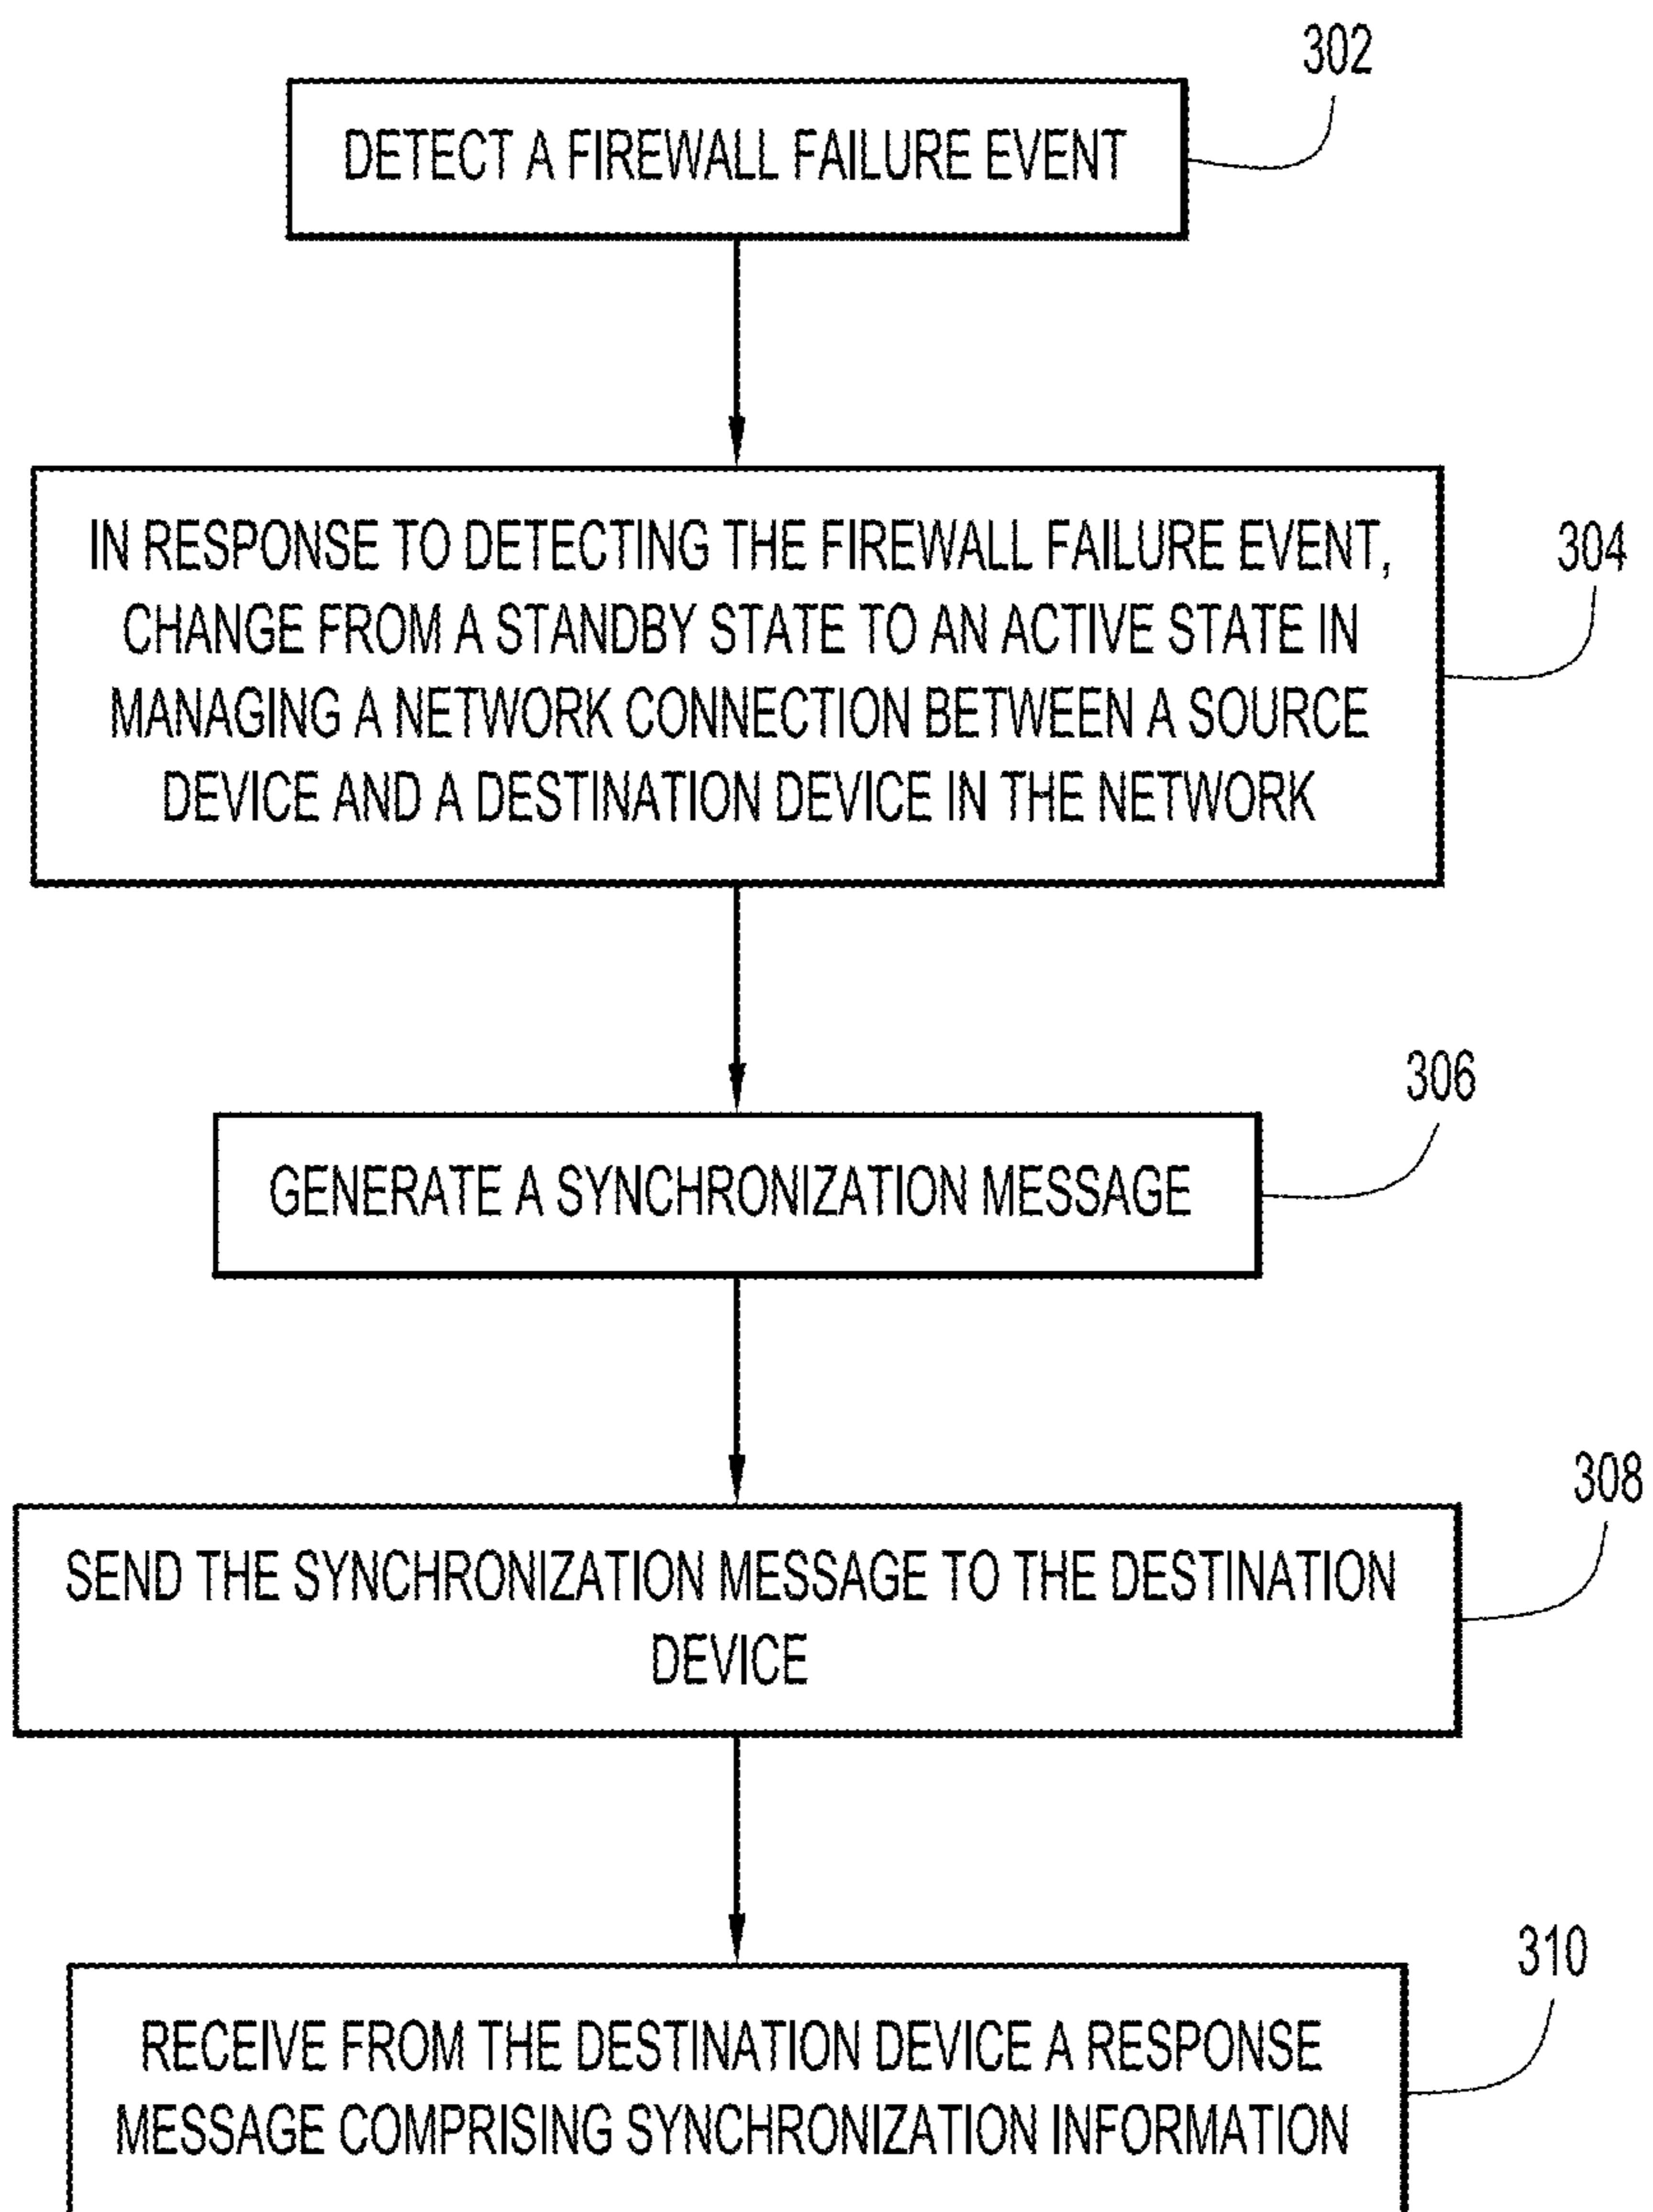 302
DETECT A FIREWALL FAILURE EVENT
304
IN RESPONSE TO DETECTING THE FIREWALL FAILURE EVENT,
CHANGE FROM A STANDBY STATE TO AN ACTIVE STATE IN
MANAGING A NETWORK CONNECTION BETWEEN A SOURCE
DEVICE AND A DESTINATION DEVICE IN THE NETWORK
306
GENERATE A SYNCHRONIZATION MESSAGE
308
SEND THE SYNCHRONIZATION MESSAGE TO THE DESTINATION
DEVICE
310
RECEIVE FROM THE DESTINATION DEVICE A RESPONSE
MESSAGE COMPRISING SYNCHRONIZATION INFORMATION